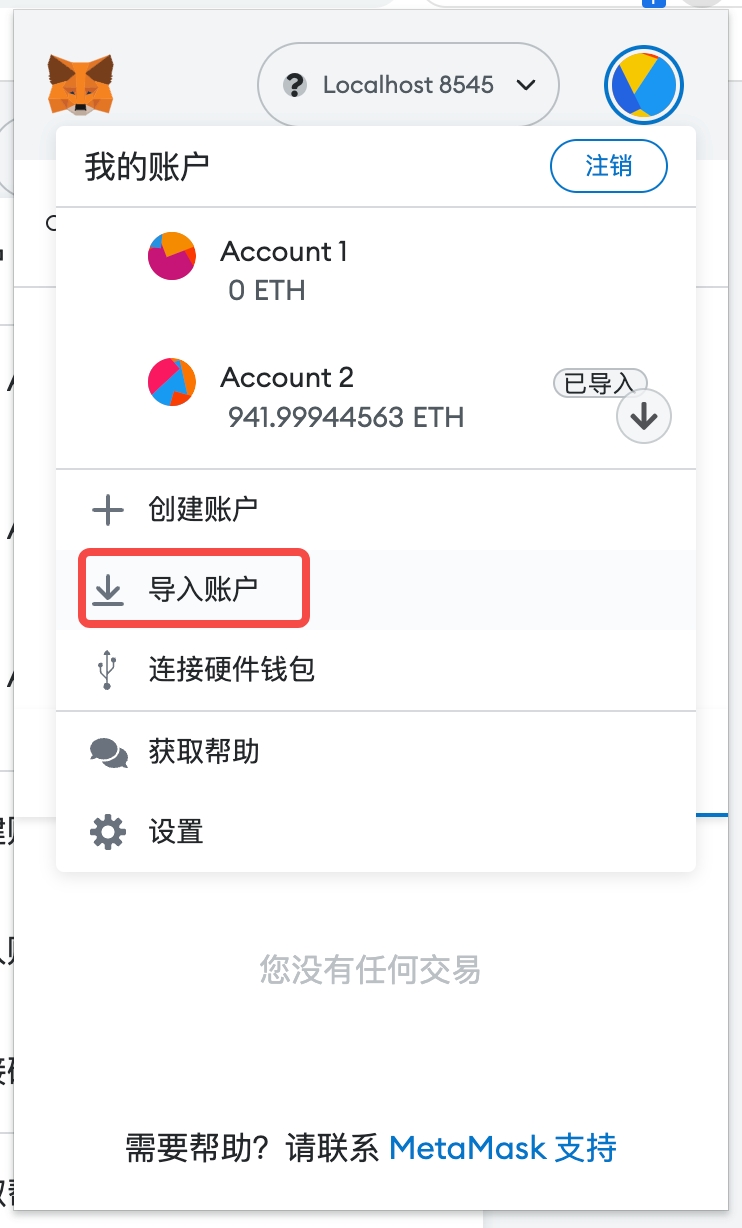 Localhost 8545
我的账户
注销
Account 1
0 ETH
Account 2
已导入
941.99944563 ETH
创建账户
导入账户
连接硬件钱包
获取帮助
设置
您没有任何交易
需要帮助？请联系 MetaMask 支持